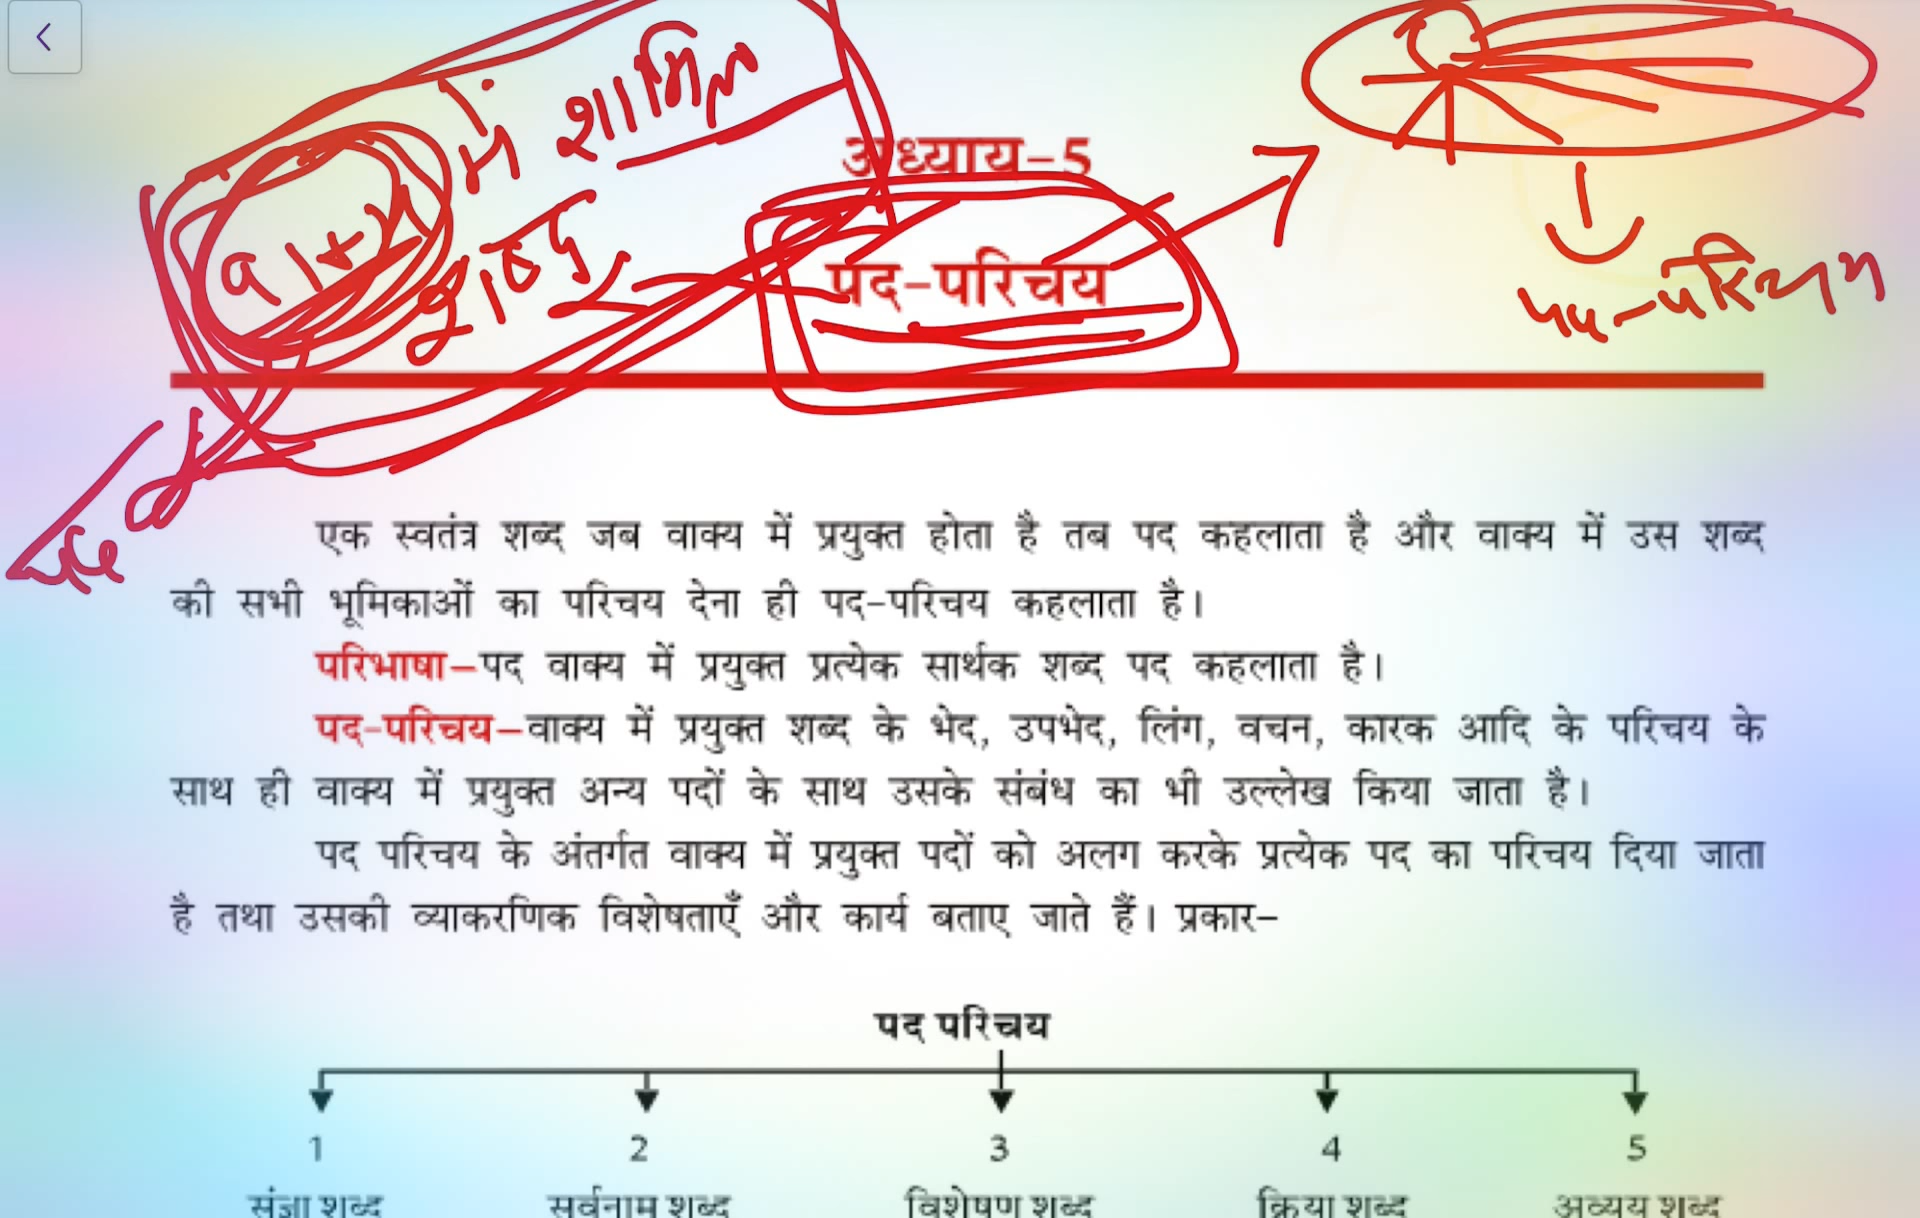 वाक्य में शामिल
शब्द
पद
पद-परिचय
अध्याय-5
पद-परिचय
एक स्वतंत्र शब्द जब वाक्य में प्रयुक्त होता है तब पद कहलाता है और वाक्य में उस शब्द
की सभी भूमिकाओं का परिचय देना ही पद-परिचय कहलाता है।
परिभाषा–पद वाक्य में प्रयुक्त प्रत्येक सार्थक शब्द पद कहलाता है।
पद-परिचय–वाक्य में प्रयुक्त शब्द के भेद, उपभेद, लिंग, वचन, कारक आदि के परिचय के
साथ ही वाक्य में प्रयुक्त अन्य पदों के साथ उसके संबंध का भी उल्लेख किया जाता है।
पद परिचय के अंतर्गत वाक्य में प्रयुक्त पदों को अलग करके प्रत्येक पद का परिचय दिया जाता
है तथा उसकी व्याकरणिक विशेषताएँ और कार्य बताए जाते हैं। प्रकार–
पद परिचय
1 2 3 4 5
संज्ञा शब्द सर्वनाम शब्द विशेषण शब्द क्रिया शब्द अव्यय शब्द